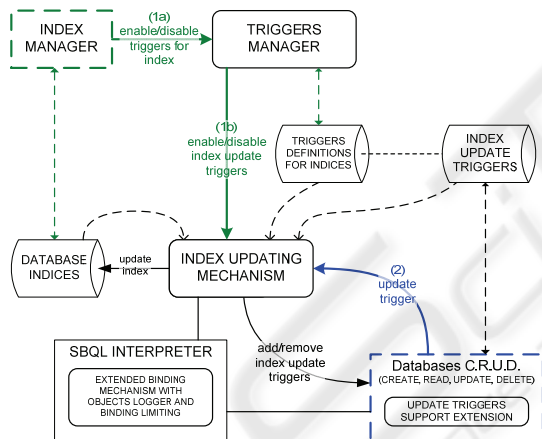 INDEX
MANAGER
(1a)
enable/disable
triggers for
index
TRIGGERS
MANAGER
(1b)
enable/disable
index update
triggers
TRIGGERS
DEFINITIONS
FOR INDICES
INDEX
UPDATE
TRIGGERS
DATABASE
INDICES
update
index
INDEX UPDATING
MECHANISM
(2)
update
trigger
SBQL INTERPRETER
EXTENDED BINDING
MECHANISM WITH
OBJECTS LOGGER AND
BINDING LIMITING
add/remove
index update
triggers
Databases C.R.U.D.
(CREATE, READ, UPDATE, DELETE)
UPDATE TRIGGERS
SUPPORT EXTENSION